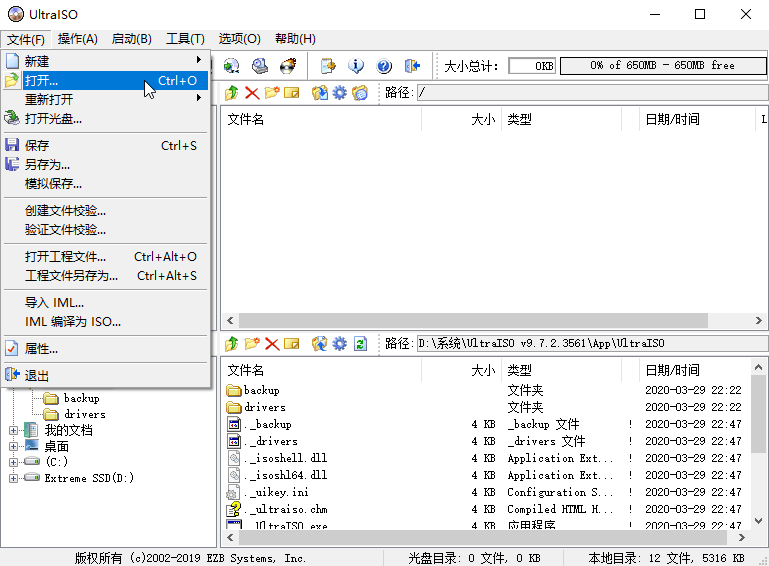 UltraISO
文件(F) 操作(A) 启动(B) 工具(T) 选项(O) 帮助(H)
新建
打开... Ctrl+O
重新打开
打开光盘...
保存 Ctrl+S
另存为...
模拟保存...
创建文件校验...
验证文件校验...
打开工程文件... Ctrl+Alt+O
工程文件另存为... Ctrl+Alt+S
导入 IML...
IML 编译为 ISO...
属性...
退出
大小总计: 0KB 0% of 650MB - 650MB free
路径: /
文件名 大小 类型 日期/时间 L
路径: D:\系统\UltraISO v9.7.2.3561\App\UltraISO
文件名 大小 类型 日期/时间
backup 文件夹 2020-03-29 22:22
drivers 文件夹 2020-03-29 22:22
._backup 4 KB _backup 文件 ! 2020-03-29 22:47
._drivers 4 KB _drivers 文件 ! 2020-03-29 22:47
._isoshell.dll 4 KB Application Ext... ! 2020-03-29 22:47
._isoshl64.dll 4 KB Application Ext... ! 2020-03-29 22:47
._uikey.ini 4 KB Configuration S... ! 2020-03-29 22:47
._ultraiso.chm 4 KB Compiled HTML H... ! 2020-03-29 22:47
._UltraISO.exe 4 KB 应用程序 ! 2020-03-29 22:47
backup
drivers
我的文档
桌面
(C:)
Extreme SSD(D:)
版权所有 (c)2002-2019 EZB Systems, Inc. 光盘目录: 0 文件, 0 KB 本地目录: 12 文件, 5316 KB